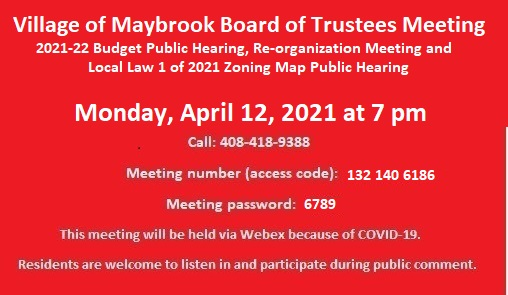 Village of Maybrook Board of Trustees Meeting
2021-22 Budget Public Hearing, Re-organization Meeting and
Local Law 1 of 2021 Zoning Map Public Hearing
Monday, April 12, 2021 at 7 pm
Call: 408-418-9388
Meeting number (access code): 132 140 6186
Meeting password: 6789
This meeting will be held via Webex because of COVID-19.
Residents are welcome to listen in and participate during public comment.